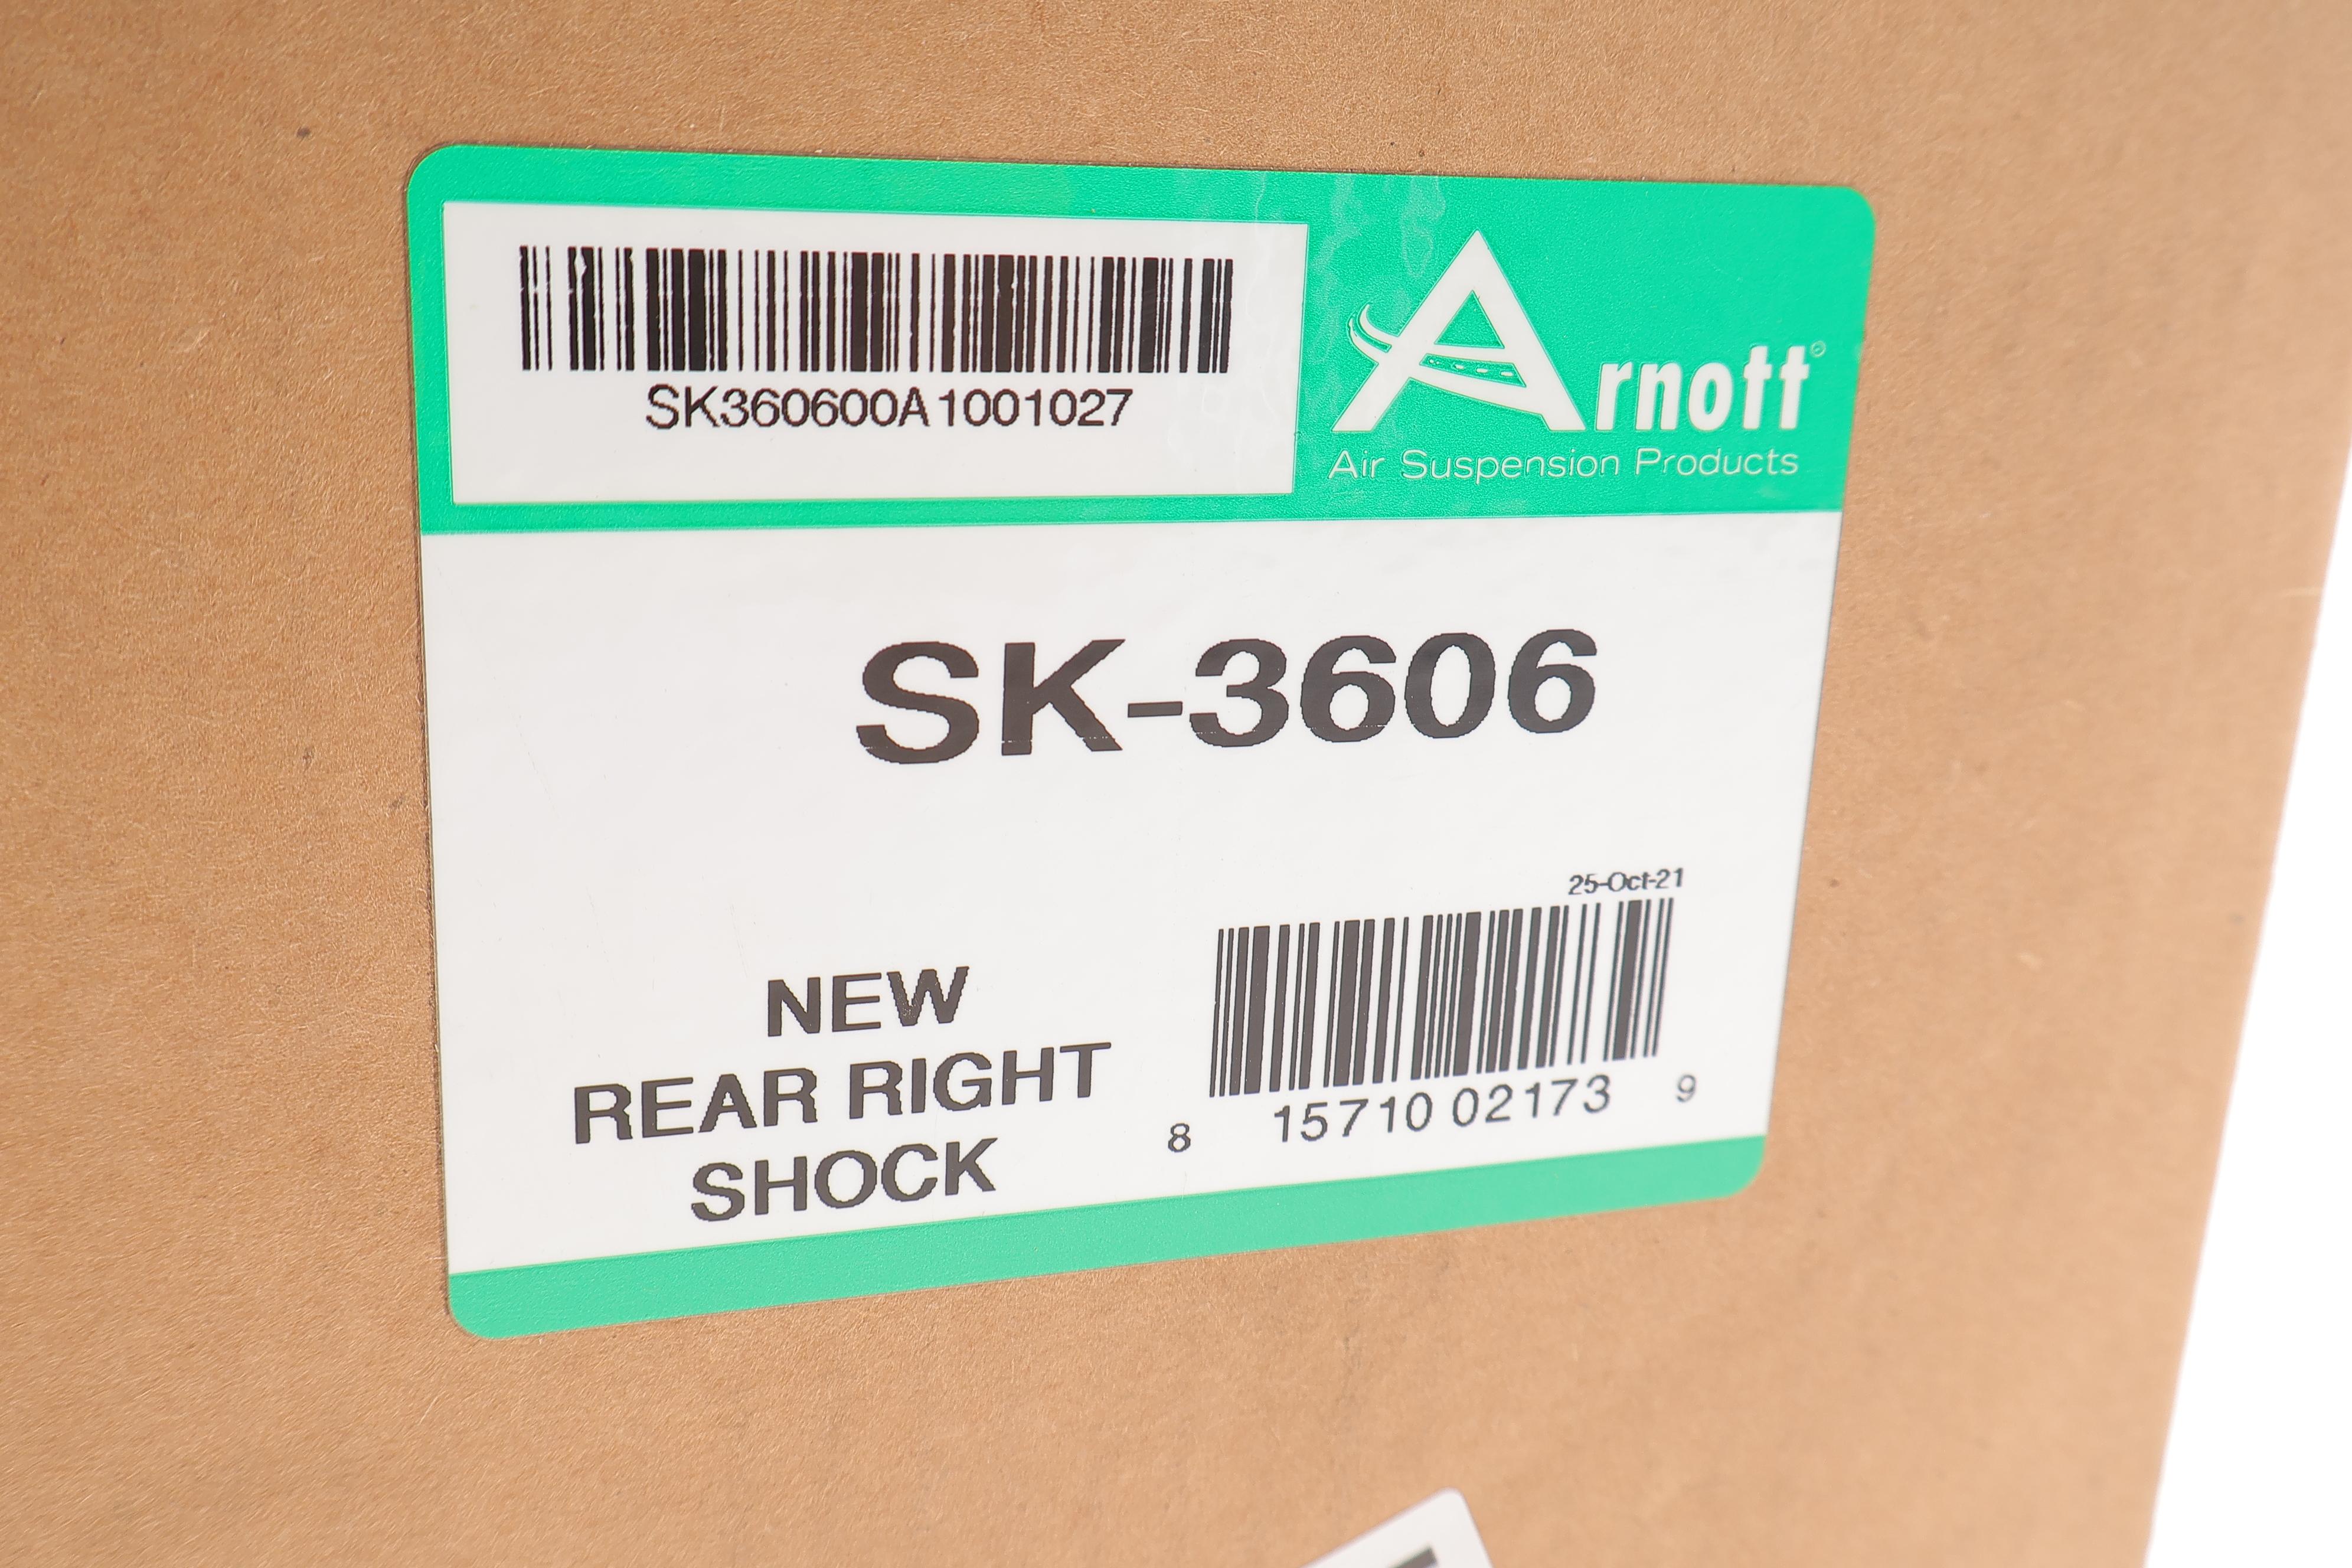 SK360600A1001027
Arnott®
Air Suspension Products
SK-3606
25-Oct-21
NEW
REAR RIGHT
SHOCK
8 15710 02173 9